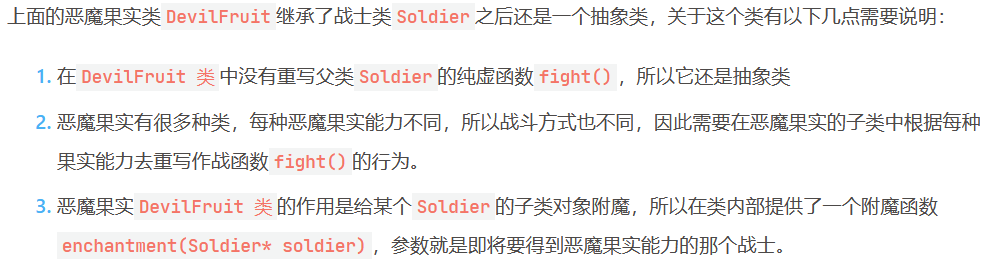 上面的恶魔果实类 DevilFruit 继承了战士类 Soldier 之后还是一个抽象类，关于这个类有以下几点需要说明：
1. 在 DevilFruit 类 中没有重写父类 Soldier 的纯虚函数 fight()，所以它还是抽象类
2. 恶魔果实有很多种类，每种恶魔果实能力不同，所以战斗方式也不同，因此需要在恶魔果实的子类中根据每种
果实能力去重写作战函数 fight() 的行为。
3. 恶魔果实 DevilFruit 类 的作用是给某个 Soldier 的子类对象附魔，所以在类内部提供了一个附魔函数
enchantment(Soldier* soldier)，参数就是即将要得到恶魔果实能力的那个战士。